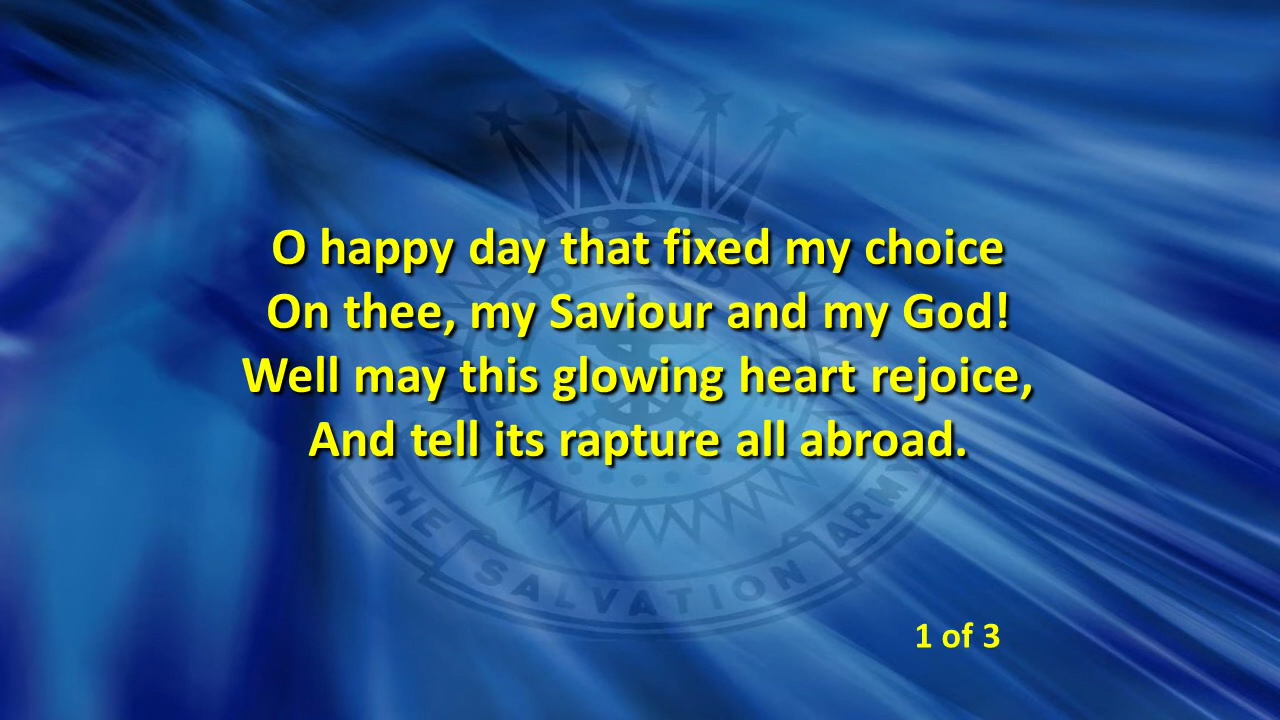 O happy day that fixed my choice
On thee, my Saviour and my God!
Well may this glowing heart rejoice,
And tell its rapture all abroad.
THE SALVATION ARMY
1 of 3